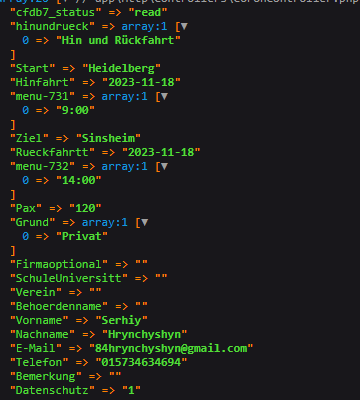 "cfdb7_status" => "read"
"hinundrueck" => array:1 [▼
0 => "Hin und Rückfahrt"
]
"Start" => "Heidelberg"
"Hinfahrt" => "2023-11-18"
"menu-731" => array:1 [▼
0 => "9:00"
]
"Ziel" => "Sinsheim"
"Rueckfahrtt" => "2023-11-18"
"menu-732" => array:1 [▼
0 => "14:00"
]
"Pax" => "120"
"Grund" => array:1 [▼
0 => "Privat"
]
"Firmaoptional" => ""
"SchuleUniversitt" => ""
"Verein" => ""
"Behoerdenname" => ""
"Vorname" => "Serhiy"
"Nachname" => "Hrynchyshyn"
"E-Mail" => "84hrynchyshyn@gmail.com"
"Telefon" => "015734634694"
"Bemerkung" => ""
"Datenschutz" => "1"